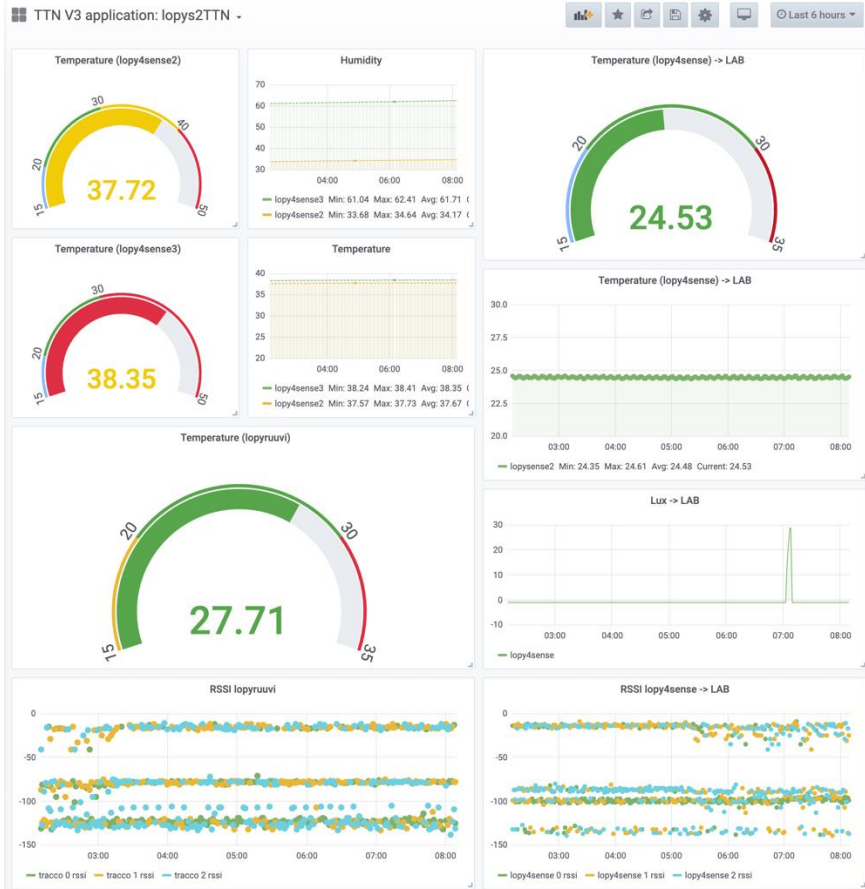 TTN V3 application: lopys2TTN
Last 6 hours
Temperature (lopy4sense2)
15
20
30
40
50
37.72
Humidity
70
60
50
40
30
04:00 06:00 08:00
lopy4sense3 Min: 61.04 Max: 62.41 Avg: 61.71
lopy4sense2 Min: 33.68 Max: 34.64 Avg: 34.17
Temperature (lopy4sense) -> LAB
15
20
30
35
24.53
Temperature (lopy4sense3)
15
20
30
50
38.35
Temperature
40
35
30
25
20
04:00 06:00 08:00
lopy4sense3 Min: 38.24 Max: 38.41 Avg: 38.35
lopy4sense2 Min: 37.57 Max: 37.73 Avg: 37.67
Temperature (lopy4sense) -> LAB
30.0
27.5
25.0
22.5
20.0
03:00 04:00 05:00 06:00 07:00 08:00
lopysense2 Min: 24.35 Max: 24.61 Avg: 24.48 Current: 24.53
Temperature (lopyruuvi)
15
20
30
35
27.71
Lux -> LAB
30
20
10
0
-10
03:00 04:00 05:00 06:00 07:00 08:00
lopy4sense
RSSI lopyruuvi
0
-50
-100
-150
03:00 04:00 05:00 06:00 07:00 08:00
tracco 0 rssi tracco 1 rssi tracco 2 rssi
RSSI lopy4sense -> LAB
0
-50
-100
-150
03:00 04:00 05:00 06:00 07:00 08:00
lopy4sense 0 rssi lopy4sense 1 rssi lopy4sense 2 rssi